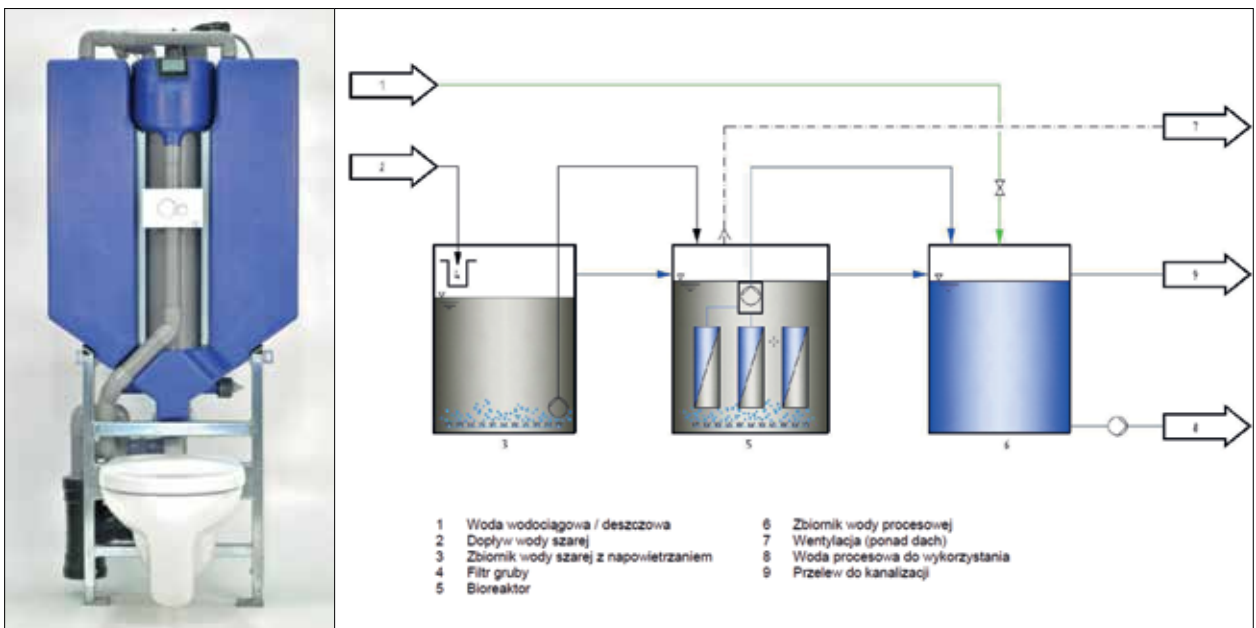 1
7
2
4
9
8
3
5
6
1 Woda wodociągowa / deszczowa
2 Dopływ wody szarej
3 Zbiornik wody szarej z napowietrzaniem
4 Filtr gruby
5 Bioreaktor
6 Zbiornik wody procesowej
7 Wentylacja (ponad dach)
8 Woda procesowa do wykorzystania
9 Przelew do kanalizacji